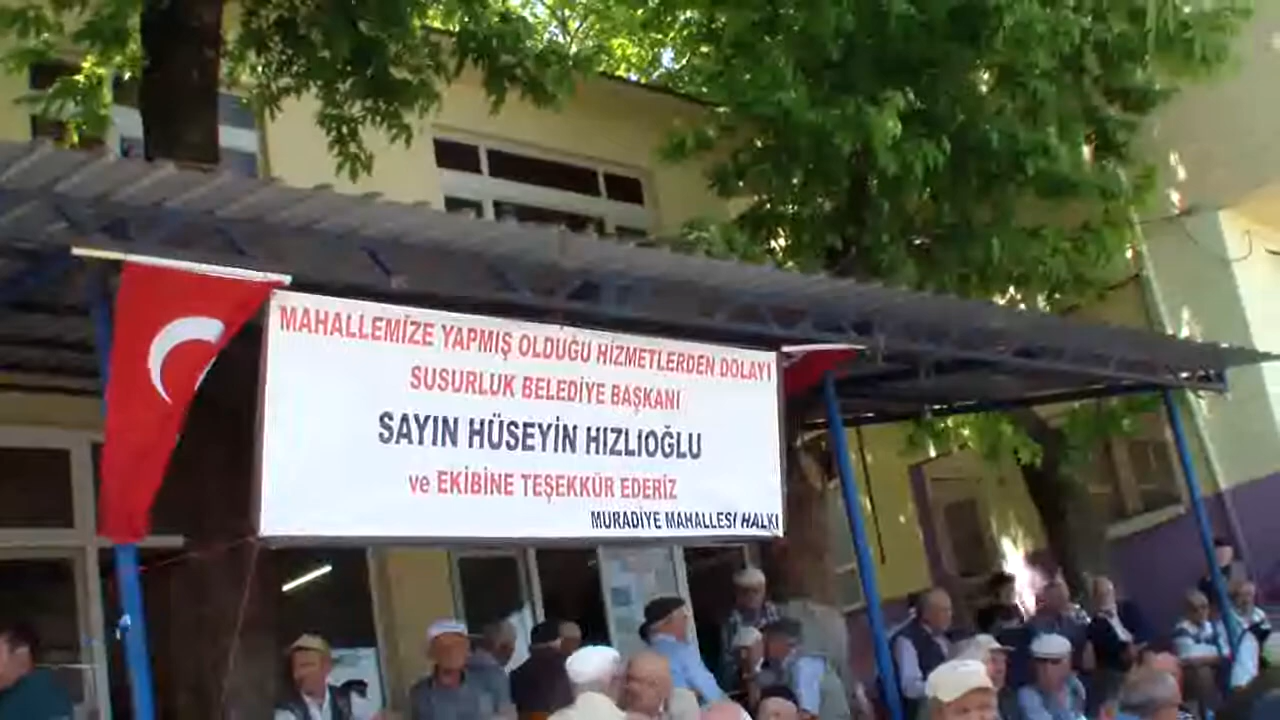 MAHALLEMİZE YAPMIŞ OLDUĞU HİZMETLERDEN DOLAYI
SUSURLUK BELEDİYE BAŞKANI
SAYIN HÜSEYİN HIZLIOĞLU
ve EKİBİNE TEŞEKKÜR EDERİZ
MURADİYE MAHALLESİ HALKI